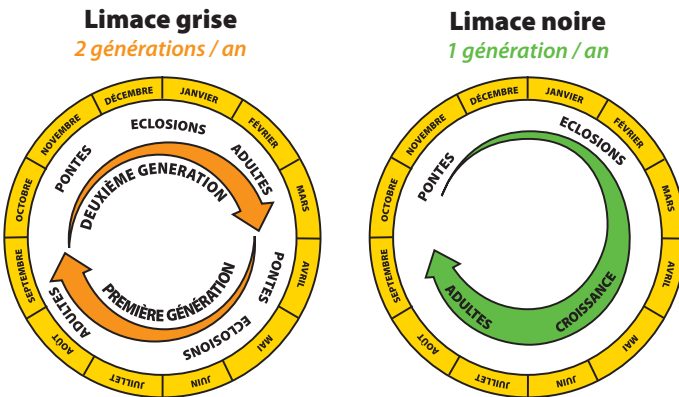 Limace grise
2 générations / an
JANVIER
FÉVRIER
MARS
AVRIL
MAI
JUIN
JUILLET
AOÛT
SEPTEMBRE
OCTOBRE
NOVEMBRE
DÉCEMBRE
PONTES
ECLOSIONS
ADULTES
DEUXIÈME GENERATION
PONTES
ECLOSIONS
ADULTES
PREMIÈRE GÉNÉRATION
Limace noire
1 génération / an
JANVIER
FÉVRIER
MARS
AVRIL
MAI
JUIN
JUILLET
AOÛT
SEPTEMBRE
OCTOBRE
NOVEMBRE
DÉCEMBRE
PONTES
ECLOSIONS
CROISSANCE
ADULTES